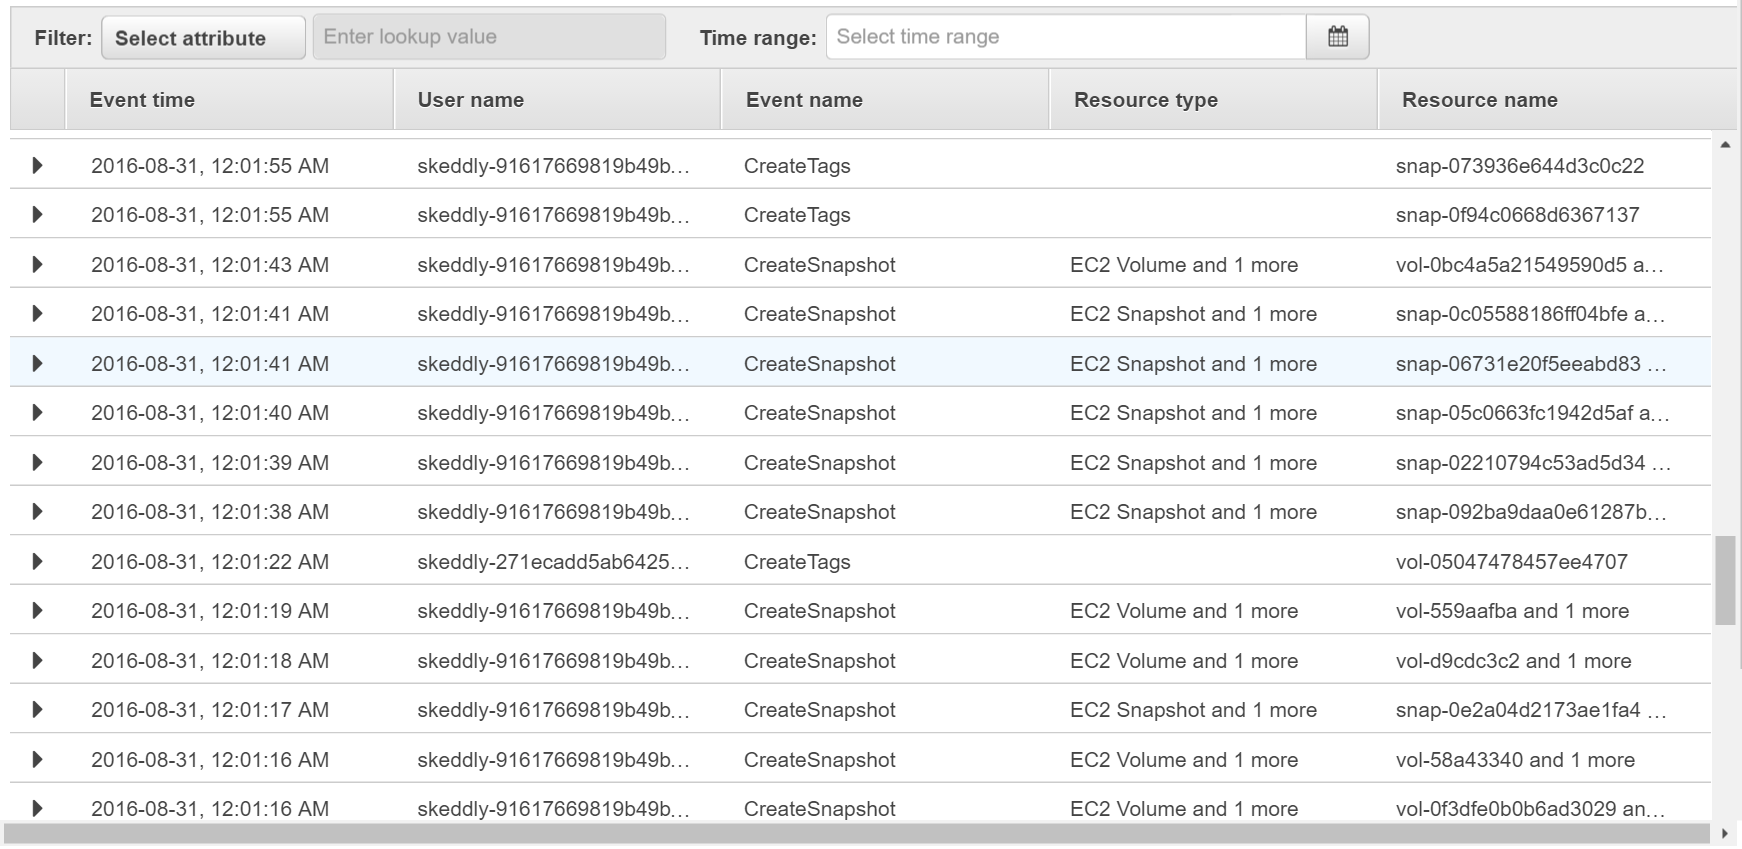 Filter: Select attribute Enter lookup value Time range: Select time range
Event time User name Event name Resource type Resource name
2016-08-31, 12:01:55 AM skeddly-91617669819b49b... CreateTags snap-073936e644d3c0c22
2016-08-31, 12:01:55 AM skeddly-91617669819b49b... CreateTags snap-0f94c0668d6367137
2016-08-31, 12:01:43 AM skeddly-91617669819b49b... CreateSnapshot EC2 Volume and 1 more vol-0bc4a5a21549590d5 a...
2016-08-31, 12:01:41 AM skeddly-91617669819b49b... CreateSnapshot EC2 Snapshot and 1 more snap-0c05588186ff04bfe a...
2016-08-31, 12:01:41 AM skeddly-91617669819b49b... CreateSnapshot EC2 Snapshot and 1 more snap-06731e20f5eeabd83 ...
2016-08-31, 12:01:40 AM skeddly-91617669819b49b... CreateSnapshot EC2 Snapshot and 1 more snap-05c0663fc1942d5af a...
2016-08-31, 12:01:39 AM skeddly-91617669819b49b... CreateSnapshot EC2 Snapshot and 1 more snap-02210794c53ad5d34 ...
2016-08-31, 12:01:38 AM skeddly-91617669819b49b... CreateSnapshot EC2 Snapshot and 1 more snap-092ba9daa0e61287b...
2016-08-31, 12:01:22 AM skeddly-271ecadd5ab6425... CreateTags vol-05047478457ee4707
2016-08-31, 12:01:19 AM skeddly-91617669819b49b... CreateSnapshot EC2 Volume and 1 more vol-559aafba and 1 more
2016-08-31, 12:01:18 AM skeddly-91617669819b49b... CreateSnapshot EC2 Volume and 1 more vol-d9cdc3c2 and 1 more
2016-08-31, 12:01:17 AM skeddly-91617669819b49b... CreateSnapshot EC2 Snapshot and 1 more snap-0e2a04d2173ae1fa4 ...
2016-08-31, 12:01:16 AM skeddly-91617669819b49b... CreateSnapshot EC2 Volume and 1 more vol-58a43340 and 1 more
2016-08-31, 12:01:16 AM skeddly-91617669819b49b... CreateSnapshot EC2 Volume and 1 more vol-0f3dfe0b0b6ad3029 an...